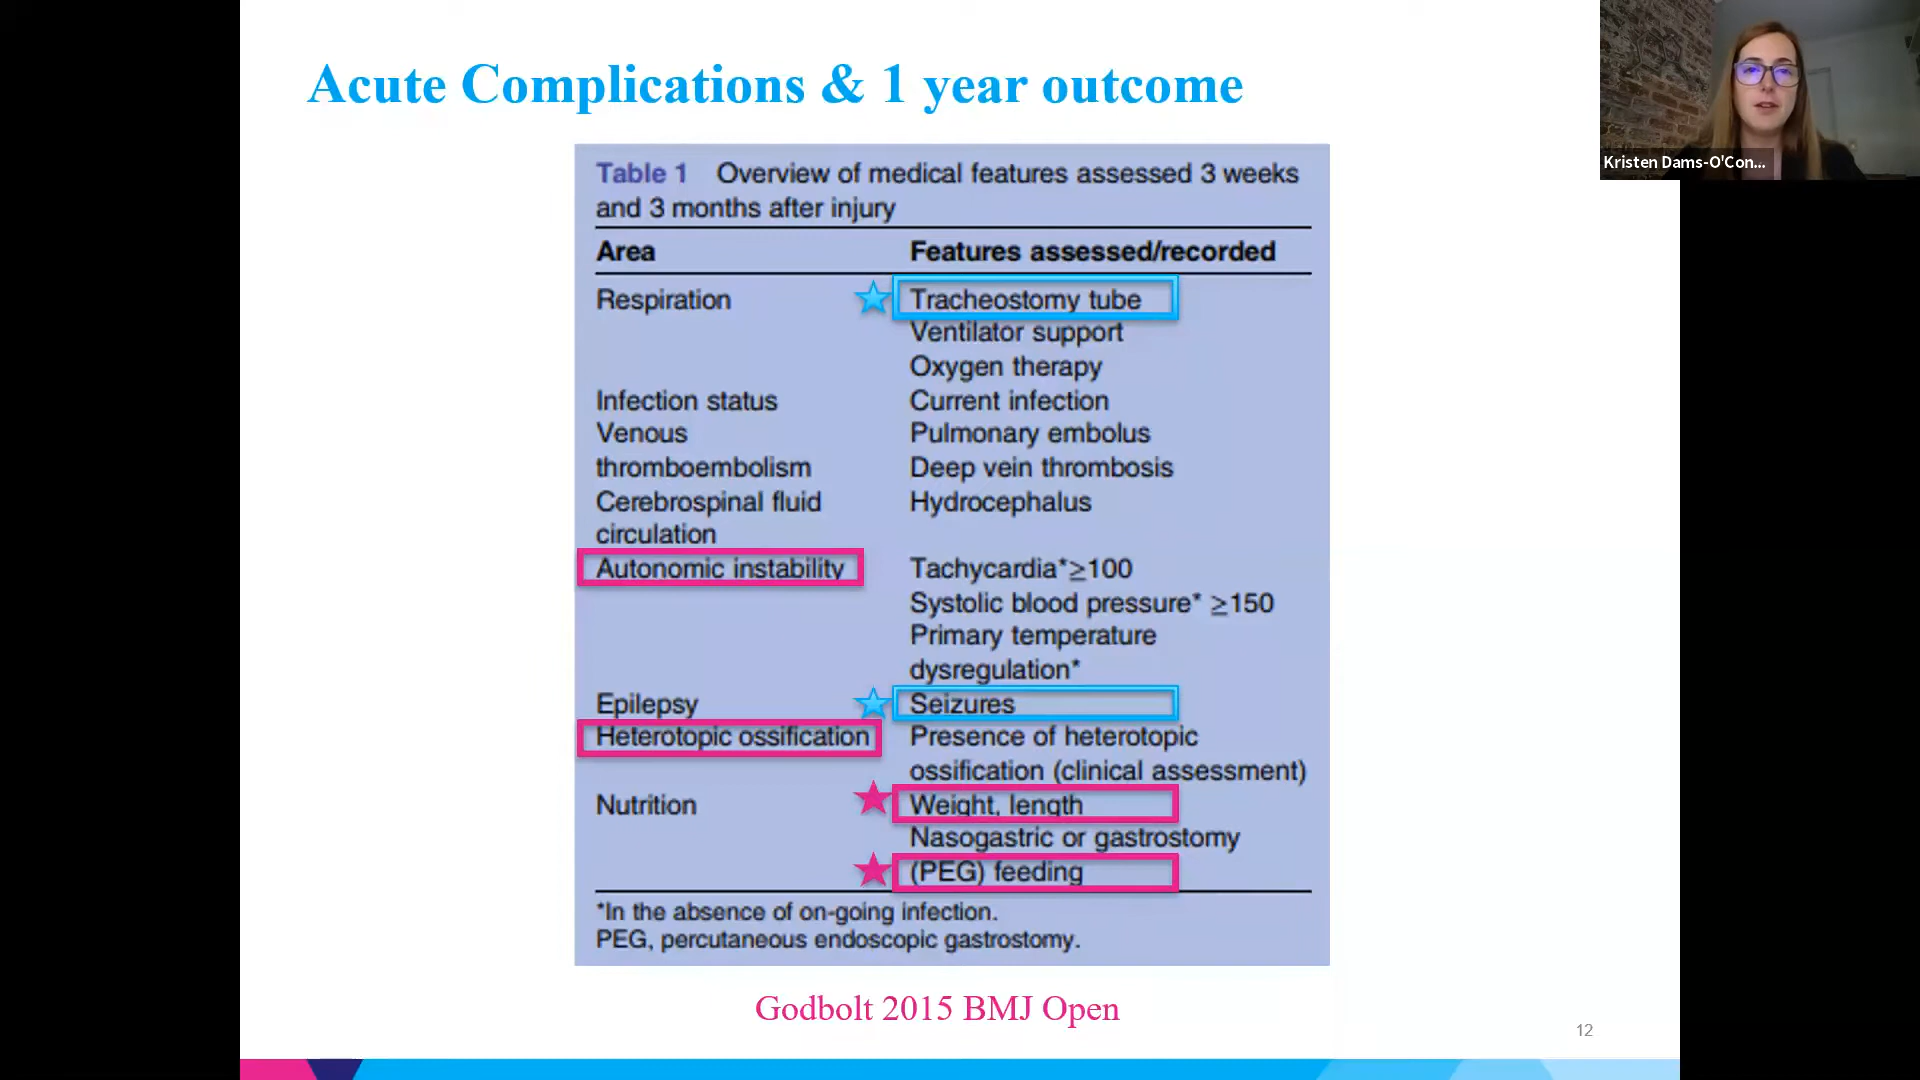 Acute Complications & 1 year outcome
Kristen Dams-O'Con...
Table 1 Overview of medical features assessed 3 weeks
and 3 months after injury
Area Features assessed/recorded
Respiration Tracheostomy tube
Ventilator support
Oxygen therapy
Infection status Current infection
Venous Pulmonary embolus
thromboembolism Deep vein thrombosis
Cerebrospinal fluid Hydrocephalus
circulation
Autonomic instability Tachycardia*≥100
Systolic blood pressure* ≥150
Primary temperature
dysregulation*
Epilepsy Seizures
Heterotopic ossification Presence of heterotopic
ossification (clinical assessment)
Nutrition Weight, length
Nasogastric or gastrostomy
(PEG) feeding
*In the absence of on-going infection.
PEG, percutaneous endoscopic gastrostomy.
Godbolt 2015 BMJ Open
12